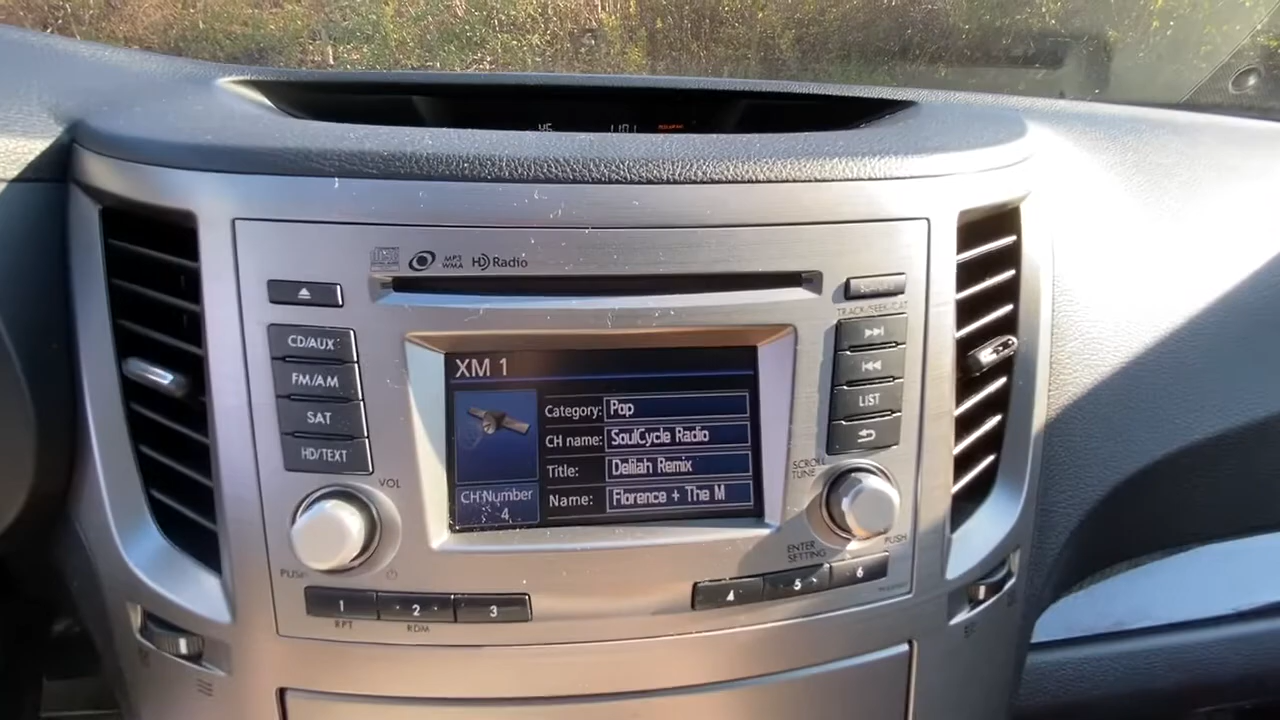 MP3
WMA
HD Radio
TRACK/SEEK/CAT
CD/AUX
FM/AM
SAT
HD/TEXT
LIST
VOL
PUSH
SCROLL
TUNE
ENTER
SETTING
PUSH
XM 1
Category: Pop
CH name: SoulCycle Radio
Title: Delilah Remix
Name: Florence + The M
CH Number
4
1
2
3
4
5
6
RPT
RDM